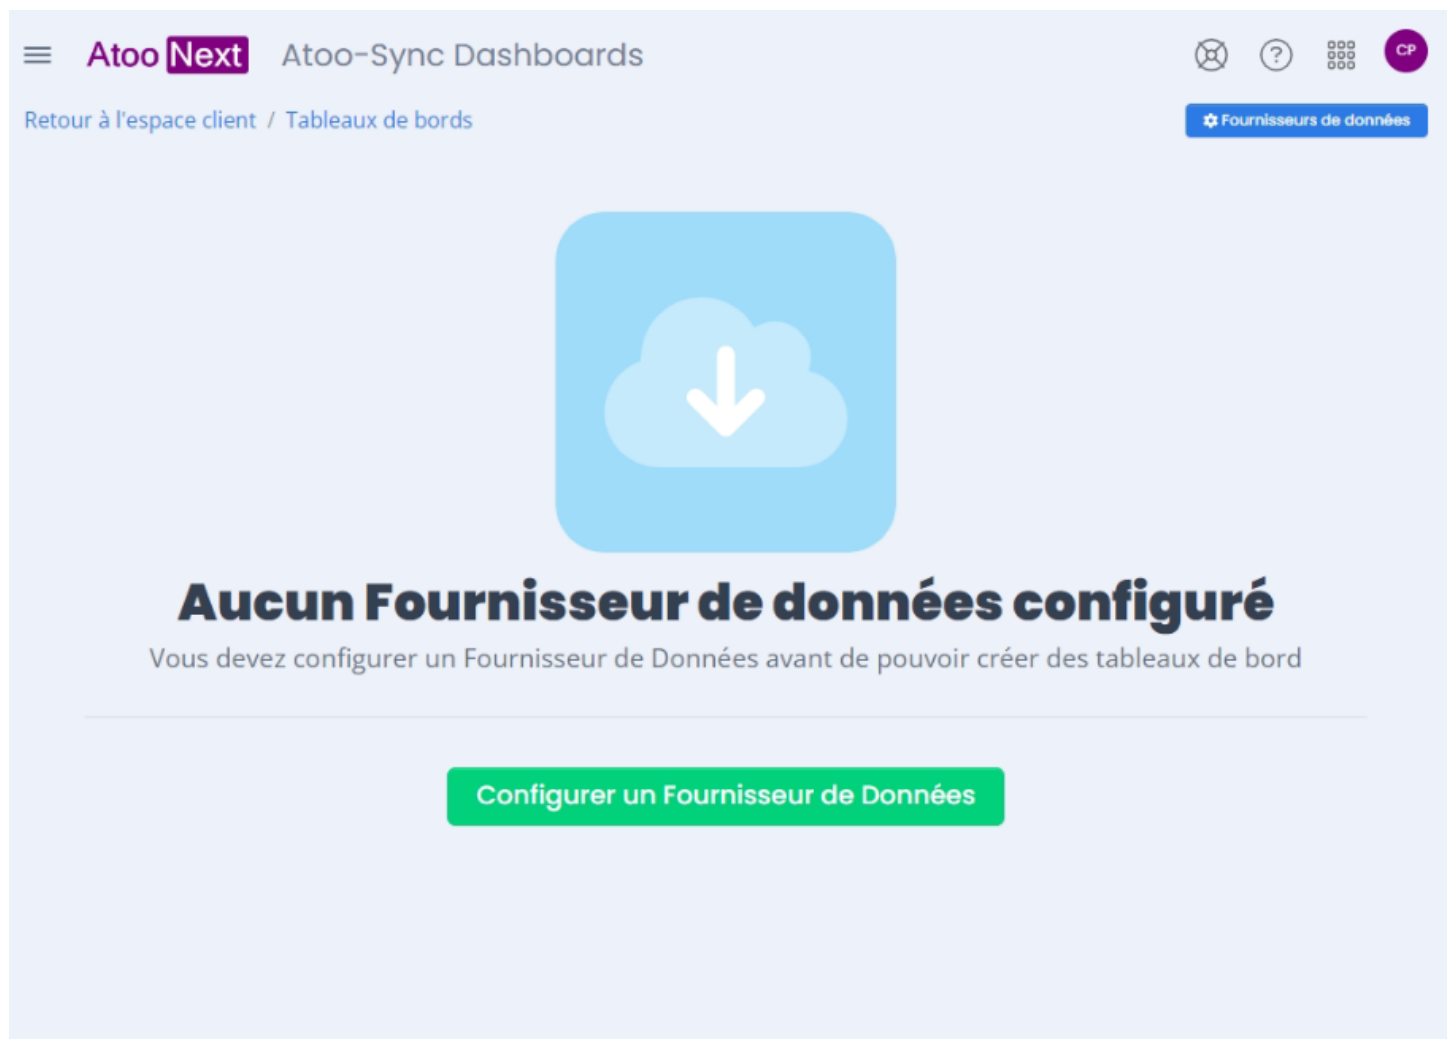 Atoo Next Atoo-Sync Dashboards CP
Retour à l'espace client / Tableaux de bords Fournisseurs de données
Aucun Fournisseur de données configuré
Vous devez configurer un Fournisseur de Données avant de pouvoir créer des tableaux de bord
Configurer un Fournisseur de Données